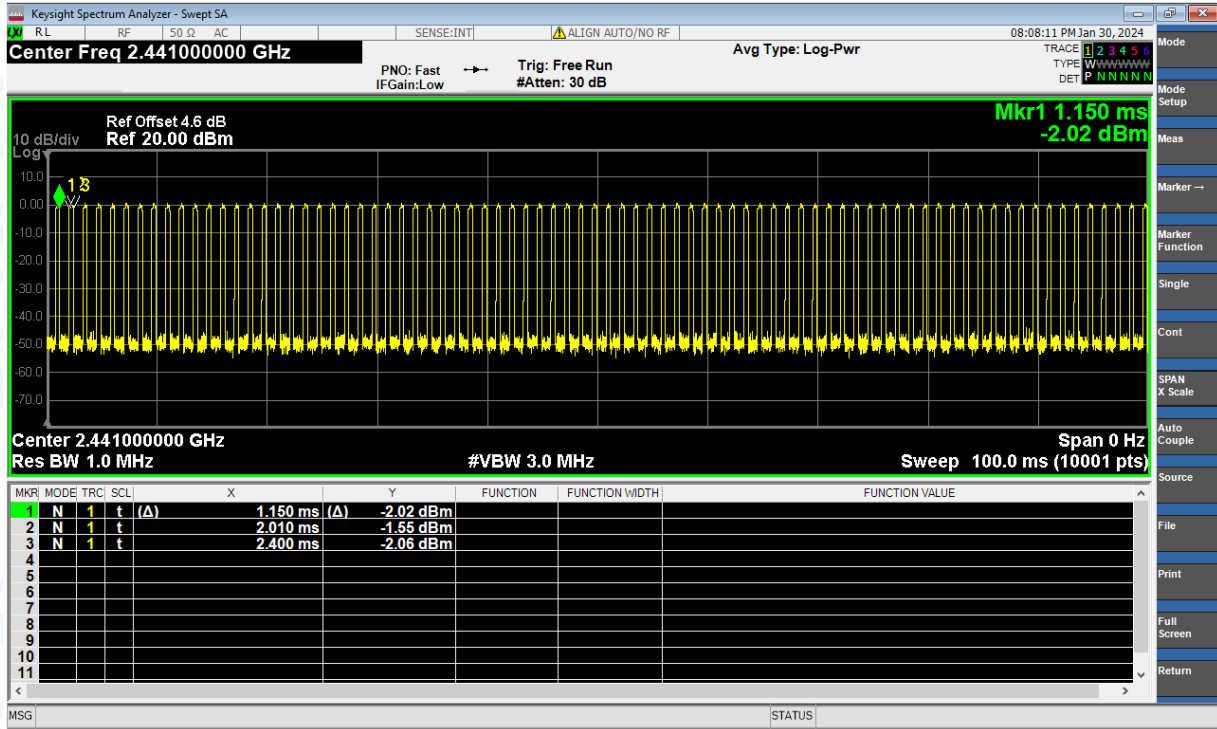 Keysight Spectrum Analyzer - Swept SA
LXI RL RF 50 Ω AC SENSE:INT ALIGN AUTO/NO RF 08:08:11 PM Jan 30, 2024
Center Freq 2.441000000 GHz Avg Type: Log-Pwr TRACE 1 2 3 4 5 6
PNO: Fast Trig: Free Run TYPE WWWWWW
IFGain:Low #Atten: 30 dB DET P N N N N N
Mkr1 1.150 ms
Ref Offset 4.6 dB -2.02 dBm
10 dB/div Ref 20.00 dBm
Log
10.0
0.00
-10.0
-20.0
-30.0
-40.0
-50.0
-60.0
-70.0
1 3
Center 2.441000000 GHz Span 0 Hz
Res BW 1.0 MHz #VBW 3.0 MHz Sweep 100.0 ms (10001 pts)
MKR MODE TRC SCL X Y FUNCTION FUNCTION WIDTH FUNCTION VALUE
1 N 1 t (Δ) 1.150 ms (Δ) -2.02 dBm
2 N 1 t 2.010 ms -1.55 dBm
3 N 1 t 2.400 ms -2.06 dBm
4
5
6
7
8
9
10
11
MSG STATUS
Mode
Mode
Setup
Meas
Marker→
Marker
Function
Single
Cont
SPAN
X Scale
Auto
Couple
Source
File
Print
Full
Screen
Return